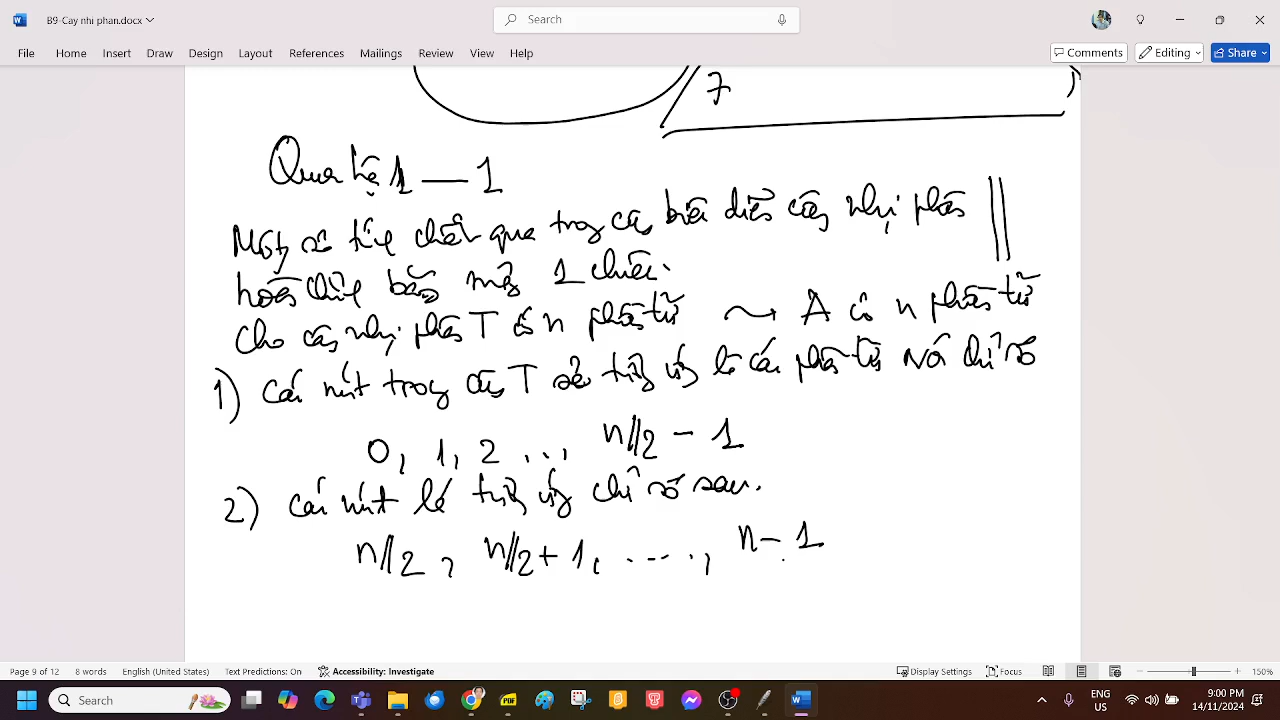 B9-Cay nhi phan.docx
Search
File Home Insert Draw Design Layout References Mailings Review View Help
Comments Editing Share
7
Quan hệ 1 — 1
Một số tính chất quan trọng của biểu diễn cây nhị phân
hoàn chỉnh bằng mảng 1 chiều.
Cho cây nhị phân T có n phần tử ⤳ A có n phần tử
1) Các nút trong của T sẽ tương ứng là các phần tử với chỉ số
0, 1, 2 ..., n//2 - 1
2) Các nút lá tương ứng chỉ số sau.
n//2, n//2 + 1, ....., n - 1
Page 9 of 12 8 words English (United States) Text Predictions: On Accessibility: Investigate Display Settings Focus 150%
Search PDF ENG 9:00 PM
US 14/11/2024